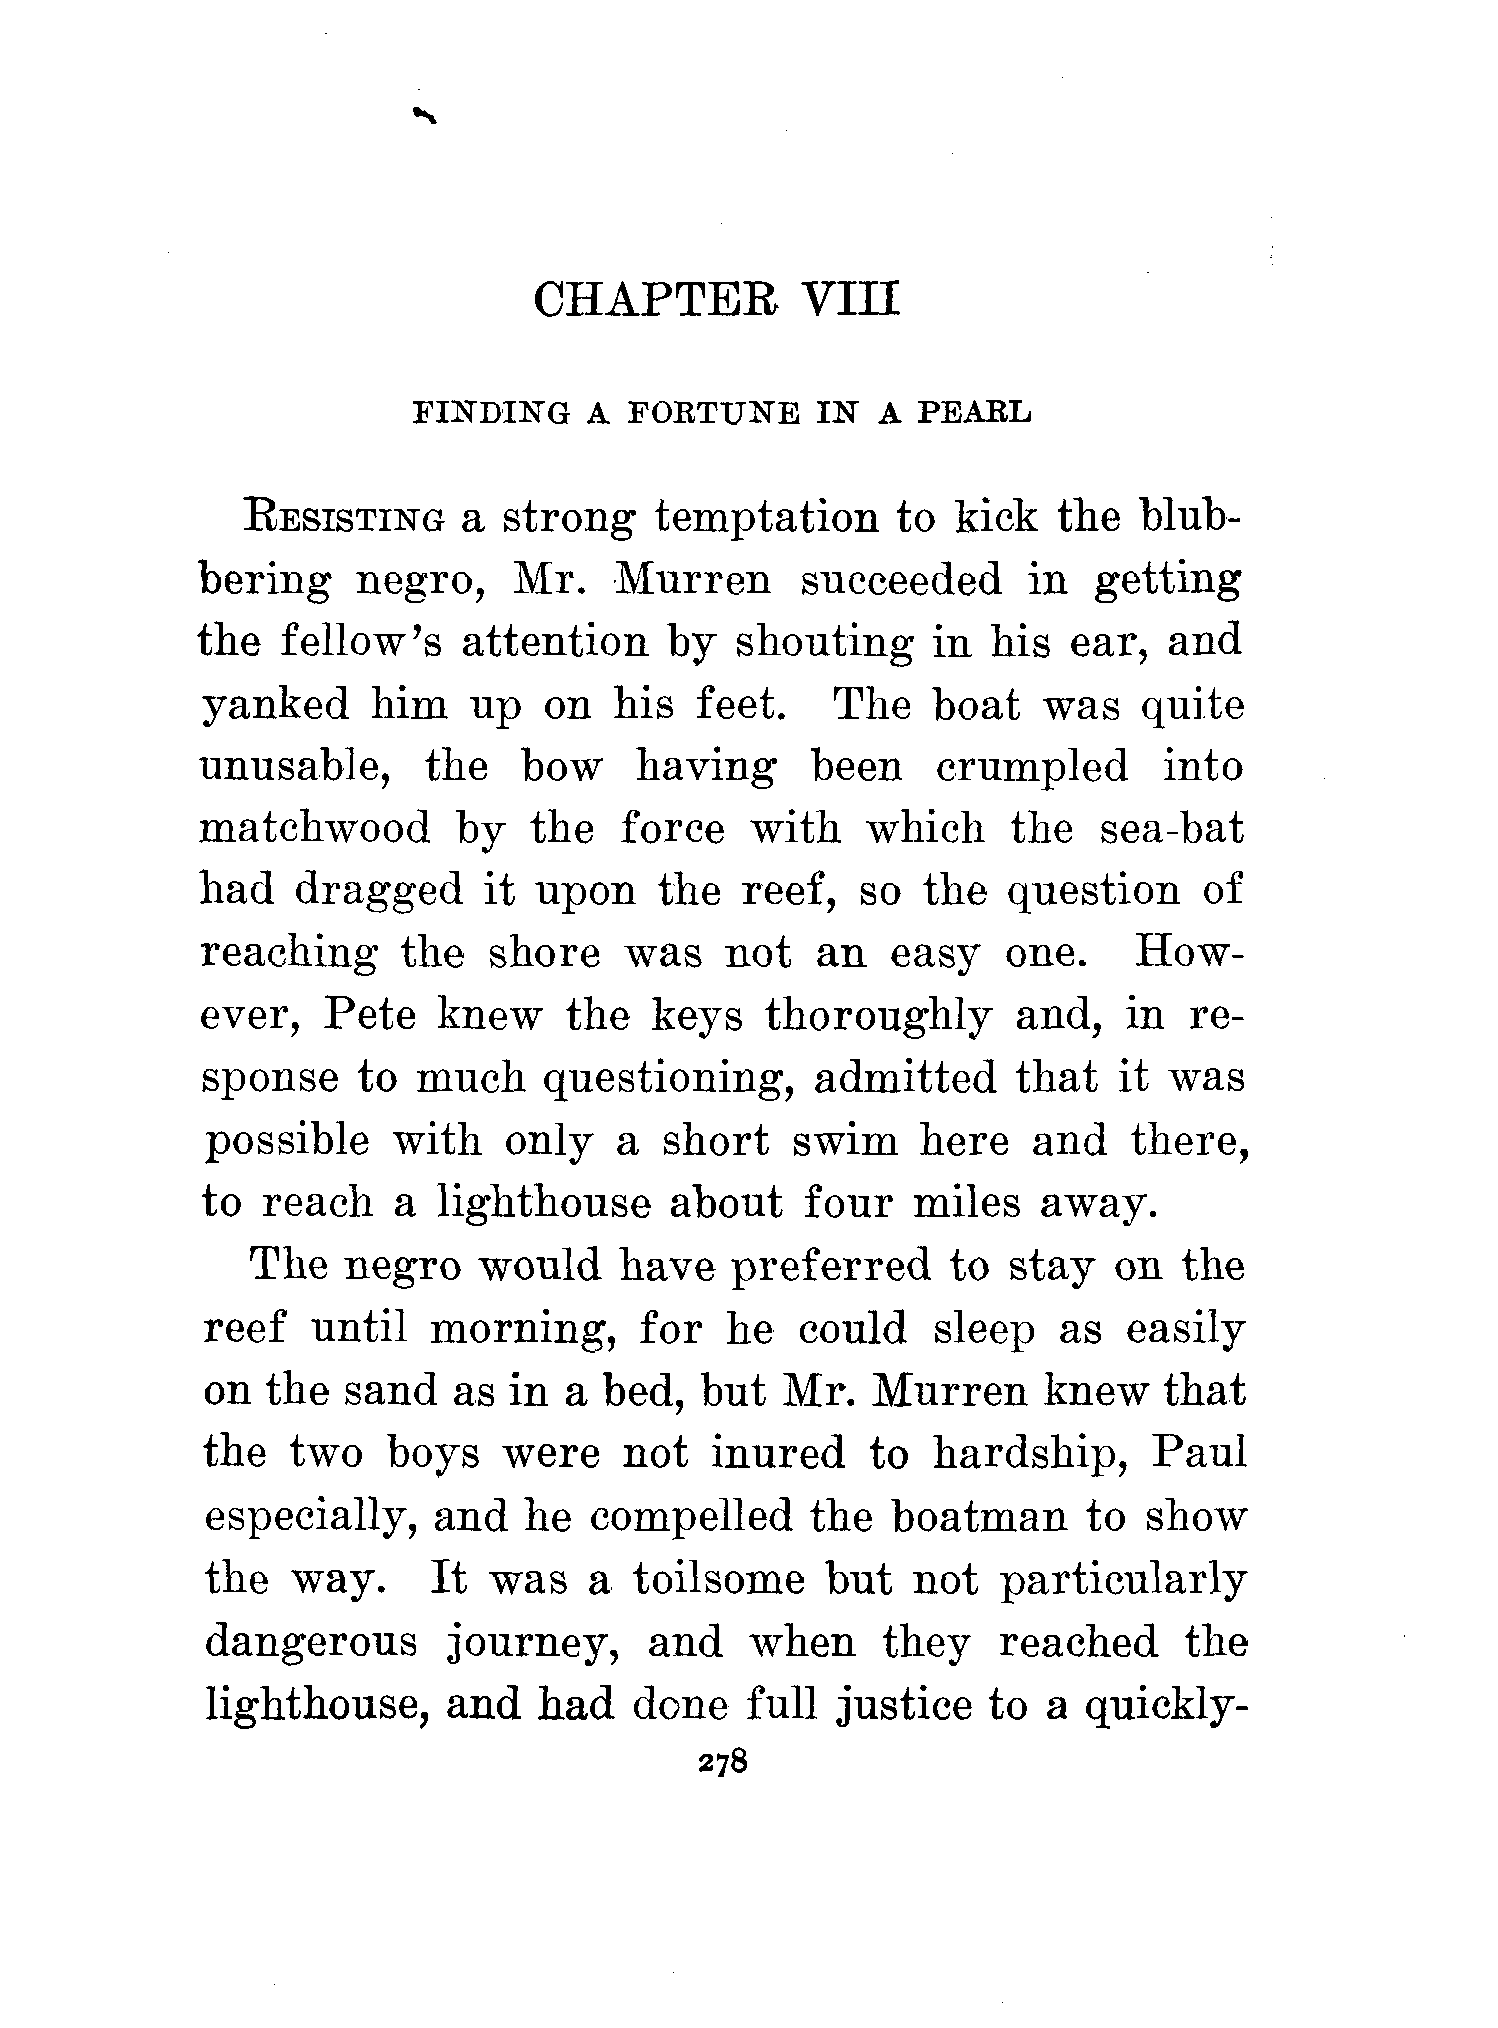 CHAPTER VIII
FINDING A FORTUNE IN A PEARL
RESISTING a strong temptation to kick the blub-
bering negro, Mr. Murren succeeded in getting
the fellow's attention by shouting in his ear, and
yanked him up on his feet. The boat was quite
unusable, the bow having been crumpled into
matchwood by the force with which the sea-bat
had dragged it upon the reef, so the question of
reaching the shore was not an easy one. How-
ever, Pete knew the keys thoroughly and, in re-
sponse to much questioning, admitted that it was
possible with only a short swim here and there,
to reach a lighthouse about four miles away.
The negro would have preferred to stay on the
reef until morning, for he could sleep as easily
on the sand as in a bed, but Mr. Murren knew that
the two boys were not inured to hardship, Paul
especially, and he compelled the boatman to show
the way. It was a toilsome but not particularly
dangerous journey, and when they reached the
lighthouse, and had done full justice to a quickly-
278